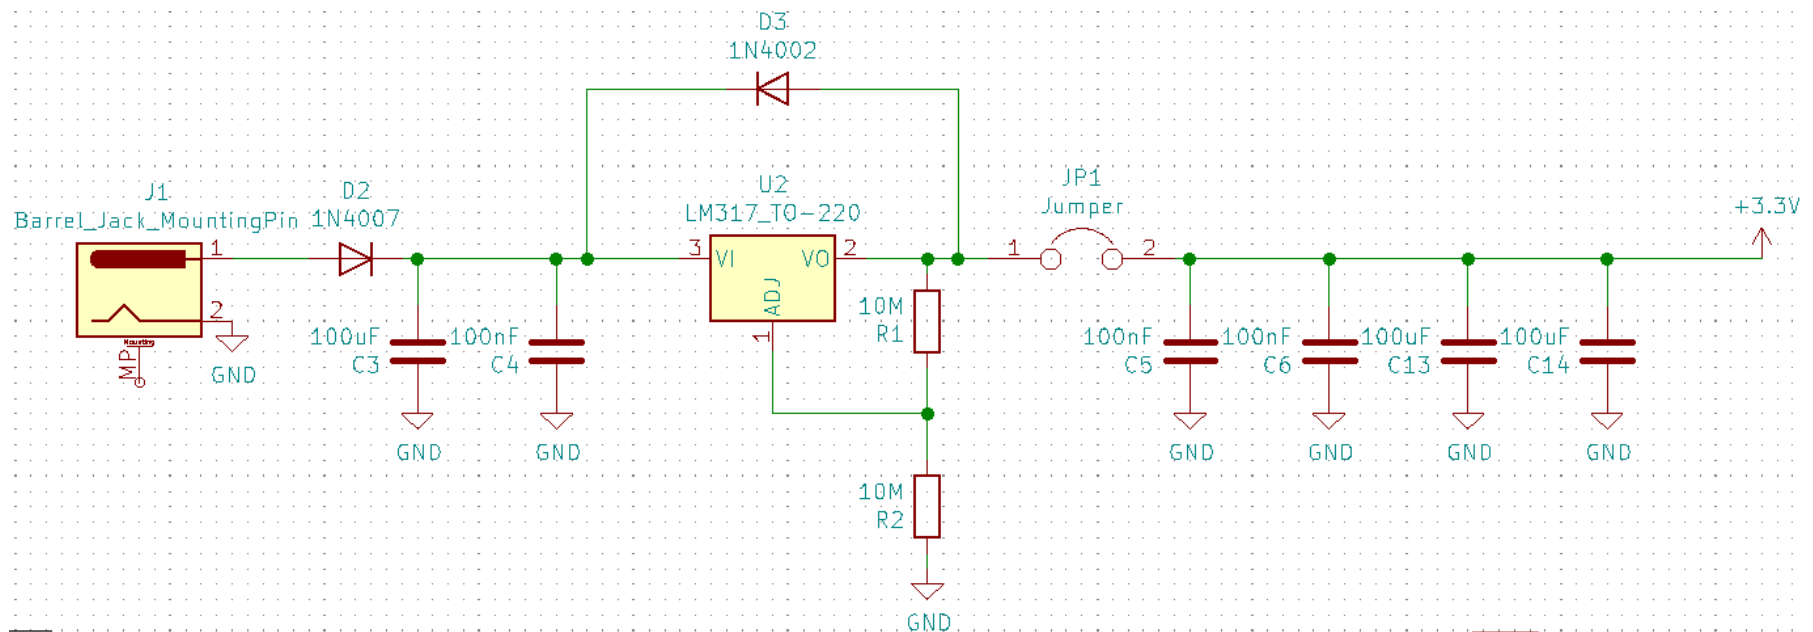 D3
1N4002
J1
Barrel_Jack_MountingPin
D2
1N4007
U2
LM317_TO-220
JP1
Jumper
+3.3V
1
2
Mounting
MP
GND
3
VI
VO
2
ADJ
1
1
2
100uF
C3
100nF
C4
10M
R1
100nF
C5
100nF
C6
100uF
C13
100uF
C14
GND
GND
GND
GND
GND
GND
10M
R2
GND